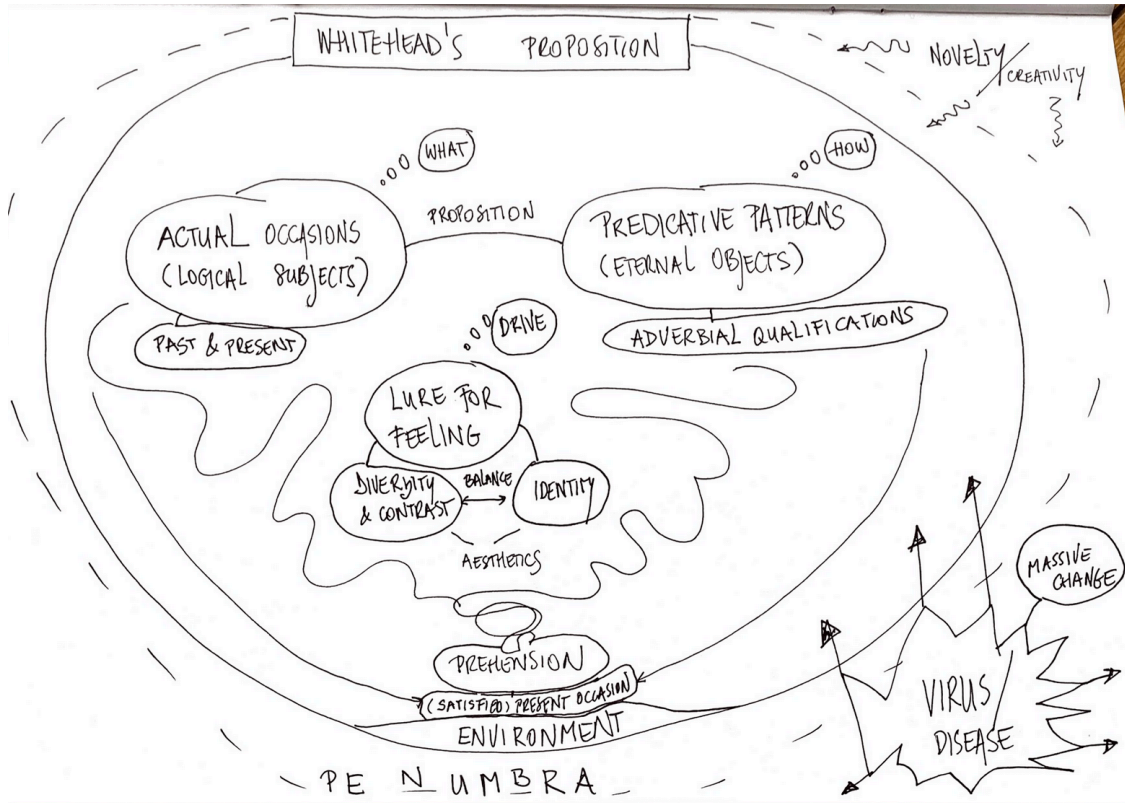 WHITEHEAD'S PROPOSITION
NOVELTY/
CREATIVITY
WHAT
HOW
ACTUAL OCCASIONS
(LOGICAL SUBJECTS)
PROPOSITION
PREDICATIVE PATTERNS
(ETERNAL OBJECTS)
PAST & PRESENT
ADVERBIAL QUALIFICATIONS
DRIVE
LURE FOR
FEELING
DIVERSITY
& CONTRAST
BALANCE
IDENTITY
AESTHETICS
MASSIVE
CHANGE
PREHENSION
(SATISFIED) PRESENT OCCASION
ENVIRONMENT
VIRUS
DISEASE
PENUMBRA